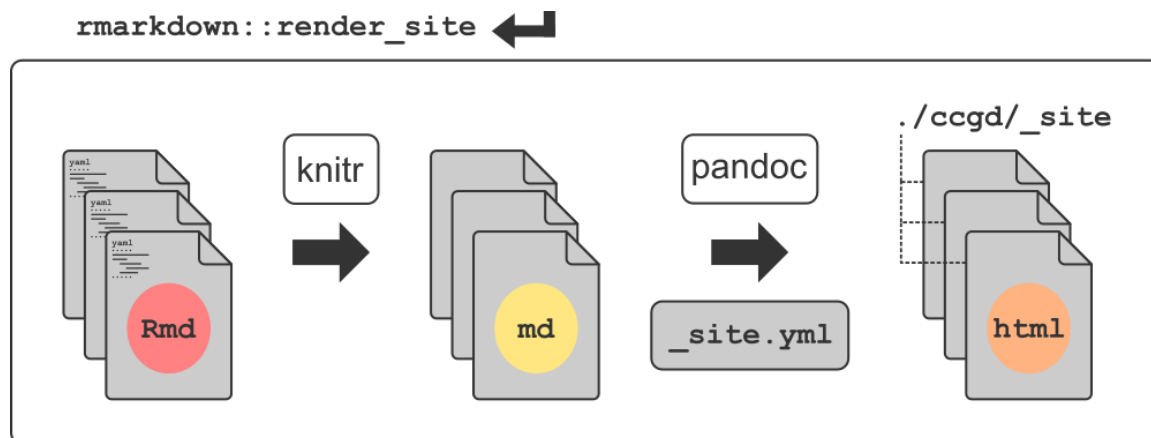 rmarkdown::render_site
./ccgd/_site
knitr
pandoc
yaml
yaml
yaml
Rmd
md
_site.yml
html